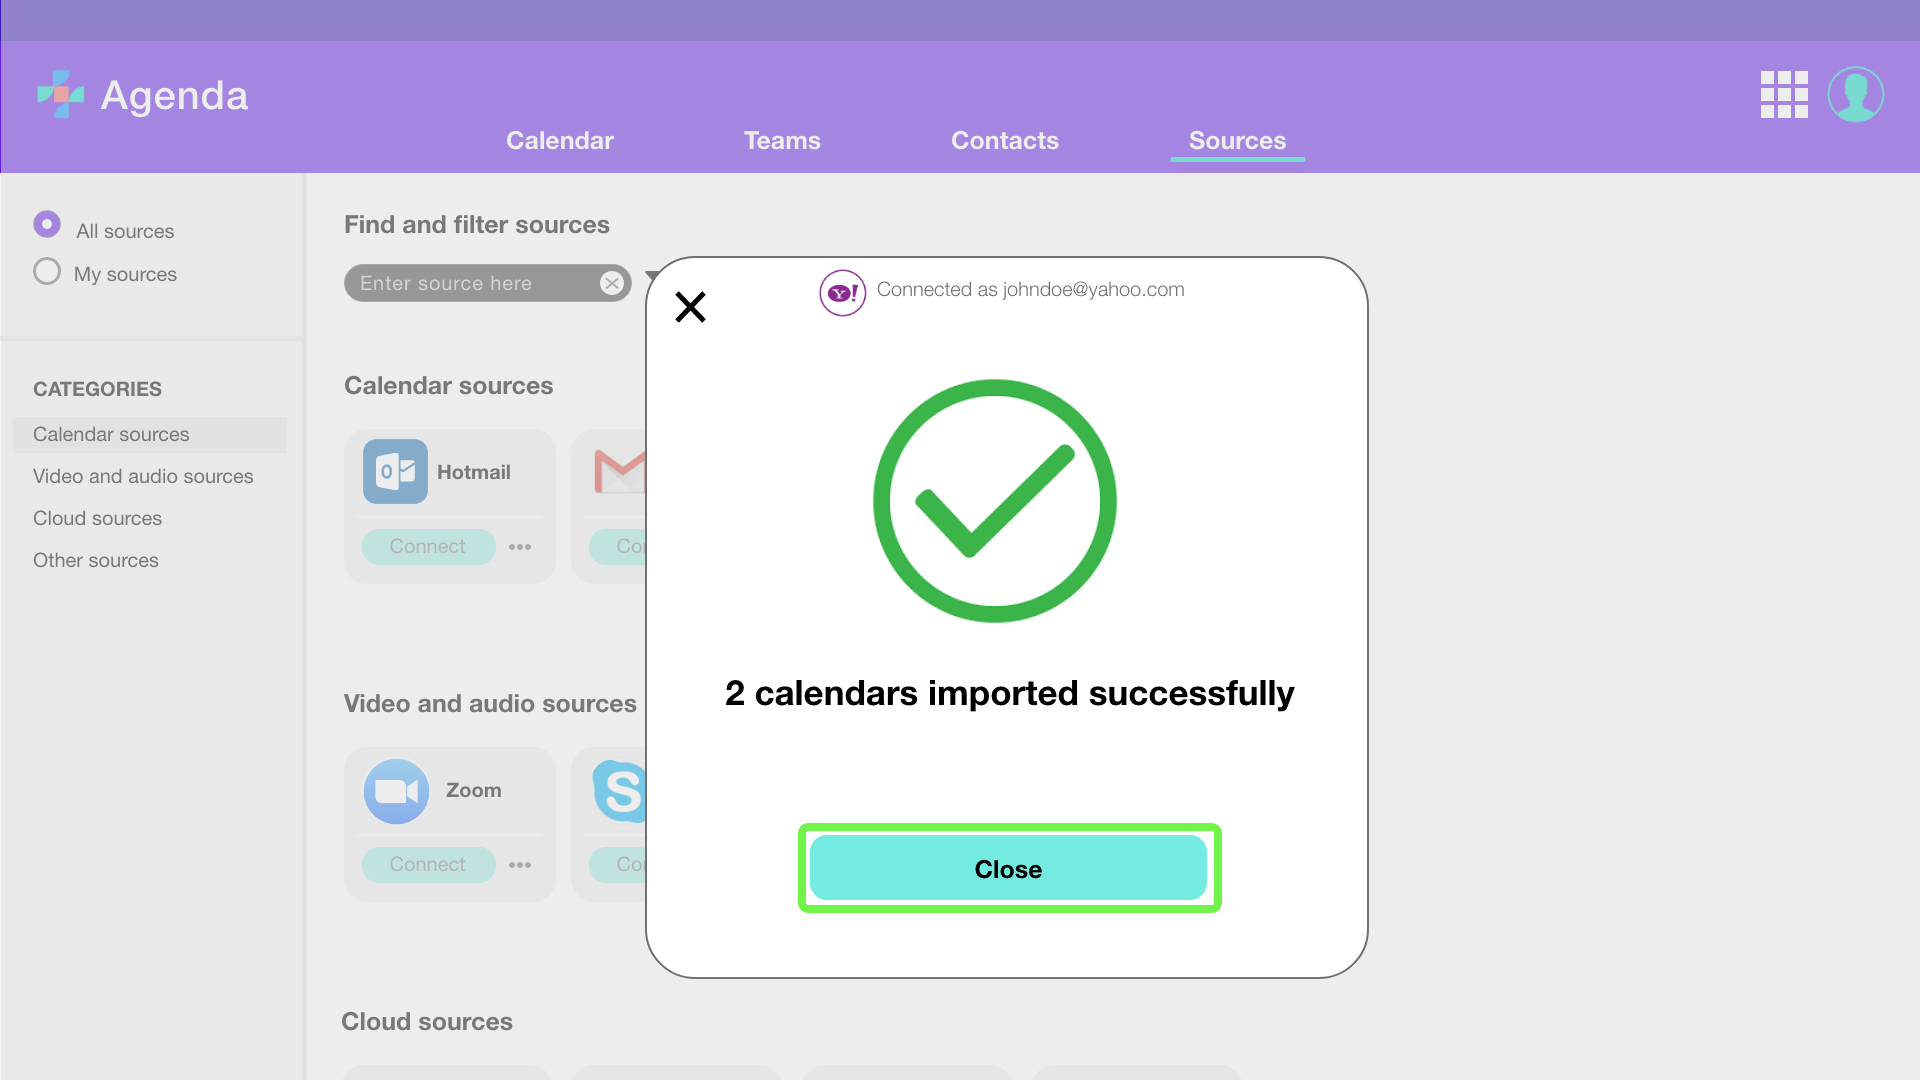 Agenda
Calendar
Teams
Contacts
Sources
All sources
My sources
CATEGORIES
Calendar sources
Video and audio sources
Cloud sources
Other sources
Find and filter sources
Enter source here
Calendar sources
Hotmail
Connect
Video and audio sources
Zoom
Connect
Cloud sources
Y!
Connected as johndoe@yahoo.com
2 calendars imported successfully
Close